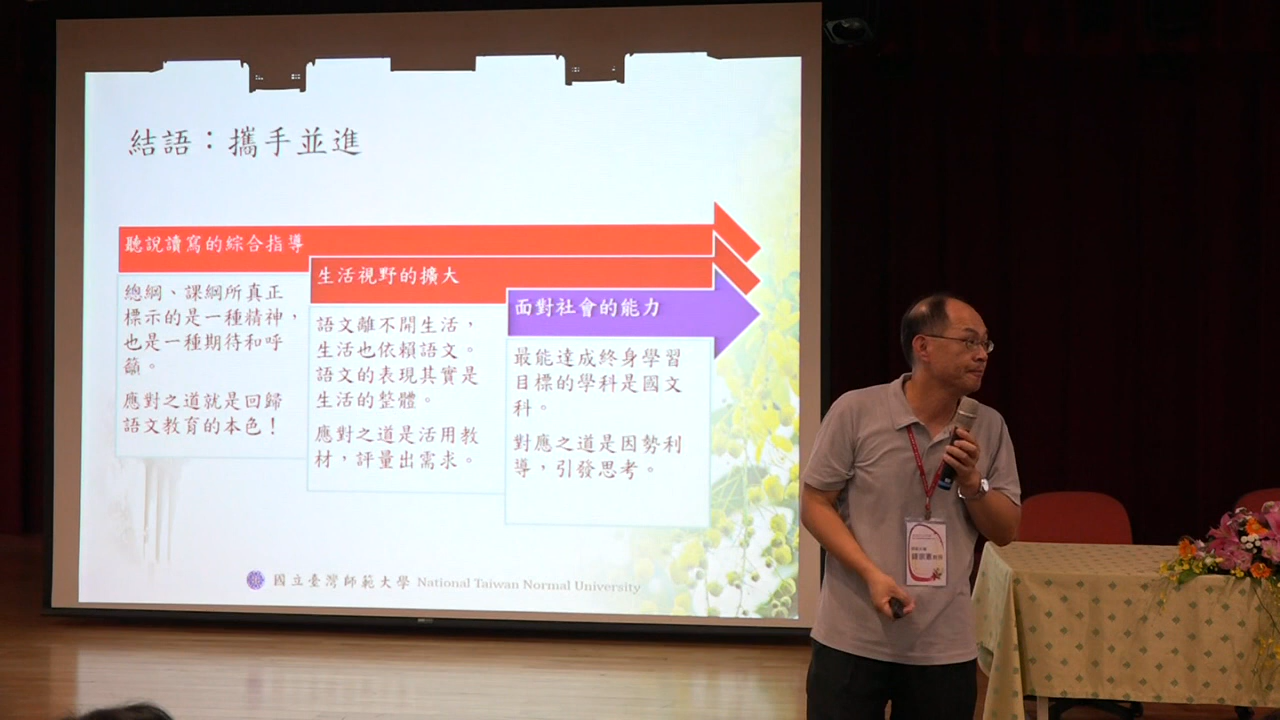 結語：攜手並進
聽說讀寫的綜合指導
總綱、課綱所真正
標示的是一種精神，
也是一種期待和呼
籲。
應對之道就是回歸
語文教育的本色！
生活視野的擴大
語文離不開生活，
生活也依賴語文。
語文的表現其實是
生活的整體。
應對之道是活用教
材，評量出需求。
面對社會的能力
最能達成終身學習
目標的學科是國文
科。
對應之道是因勢利
導，引發思考。
國立臺灣師範大學 National Taiwan Normal University